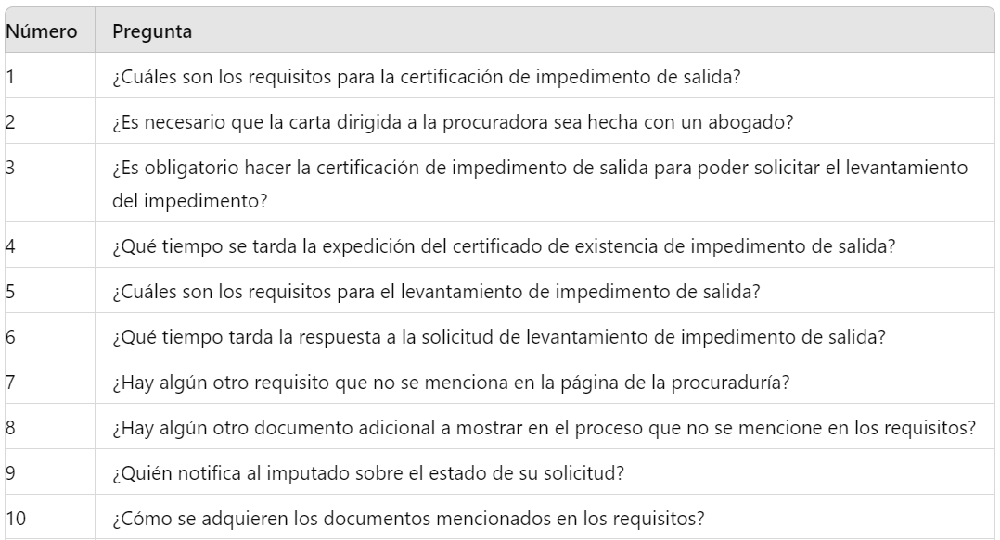 Número Pregunta
1 ¿Cuáles son los requisitos para la certificación de impedimento de salida?
2 ¿Es necesario que la carta dirigida a la procuradora sea hecha con un abogado?
3 ¿Es obligatorio hacer la certificación de impedimento de salida para poder solicitar el levantamiento
del impedimento?
4 ¿Qué tiempo se tarda la expedición del certificado de existencia de impedimento de salida?
5 ¿Cuáles son los requisitos para el levantamiento de impedimento de salida?
6 ¿Qué tiempo tarda la respuesta a la solicitud de levantamiento de impedimento de salida?
7 ¿Hay algún otro requisito que no se menciona en la página de la procuraduría?
8 ¿Hay algún otro documento adicional a mostrar en el proceso que no se mencione en los requisitos?
9 ¿Quién notifica al imputado sobre el estado de su solicitud?
10 ¿Cómo se adquieren los documentos mencionados en los requisitos?